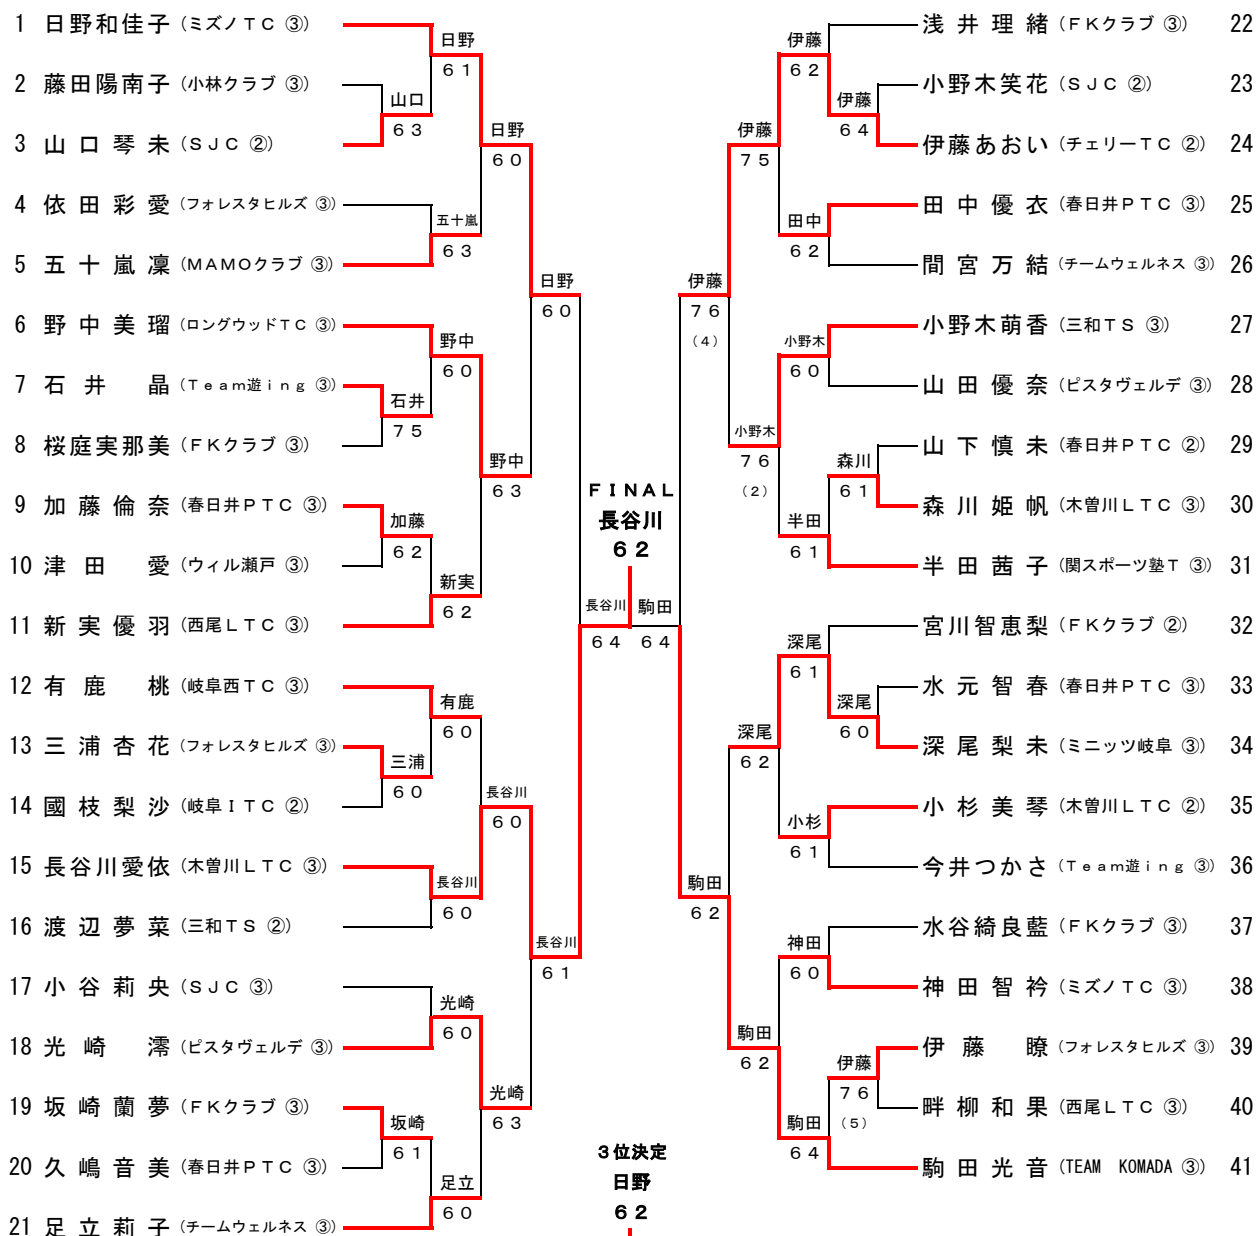 1 日野和佳子 (ミズノTC ③)
2 藤田陽南子 (小林クラブ ③)
3 山口琴未 (SJC ②)
4 依田彩愛 (フォレスタヒルズ ③)
5 五十嵐凜 (MAMOクラブ ③)
6 野中美瑠 (ロングウッドTC ③)
7 石井晶 (Team遊ing ③)
8 桜庭実那美 (FKクラブ ③)
9 加藤倫奈 (春日井PTC ③)
10 津田愛 (ウィル瀬戸 ③)
11 新実優羽 (西尾LTC ③)
12 有鹿桃 (岐阜西TC ③)
13 三浦杏花 (フォレスタヒルズ ③)
14 國枝梨沙 (岐阜ITC ②)
15 長谷川愛依 (木曽川LTC ③)
16 渡辺夢菜 (三和TS ②)
17 小谷莉央 (SJC ③)
18 光崎澪 (ピスタヴェルデ ③)
19 坂崎蘭夢 (FKクラブ ③)
20 久嶋音美 (春日井PTC ③)
21 足立莉子 (チームウェルネス ③)
山口
63
石井
75
加藤
62
三浦
60
坂崎
61
日野
61
五十嵐
63
野中
60
新実
62
有鹿
60
長谷川
60
光崎
60
足立
60
日野
60
野中
63
長谷川
60
光崎
63
日野
60
長谷川
61
長谷川
64
FINAL
長谷川
62
3位決定
日野
62
駒田
64
伊藤
76
(4)
駒田
62
伊藤
75
小野木
76
(2)
深尾
62
駒田
62
伊藤
62
田中
62
小野木
60
半田
61
深尾
61
小杉
61
神田
60
駒田
64
伊藤
64
森川
61
深尾
60
伊藤
76
(5)
浅井理緒 (FKクラブ ③) 22
小野木笑花 (SJC ②) 23
伊藤あおい (チェリーTC ②) 24
田中優衣 (春日井PTC ③) 25
間宮万結 (チームウェルネス ③) 26
小野木萌香 (三和TS ③) 27
山田優奈 (ピスタヴェルデ ③) 28
山下慎未 (春日井PTC ②) 29
森川姫帆 (木曽川LTC ③) 30
半田茜子 (関スポーツ塾T ③) 31
宮川智恵梨 (FKクラブ ②) 32
水元智春 (春日井PTC ③) 33
深尾梨未 (ミニッツ岐阜 ③) 34
小杉美琴 (木曽川LTC ②) 35
今井つかさ (Team遊ing ③) 36
水谷綺良藍 (FKクラブ ③) 37
神田智衿 (ミズノTC ③) 38
伊藤瞭 (フォレスタヒルズ ③) 39
畔柳和果 (西尾LTC ③) 40
駒田光音 (TEAM KOMADA ③) 41